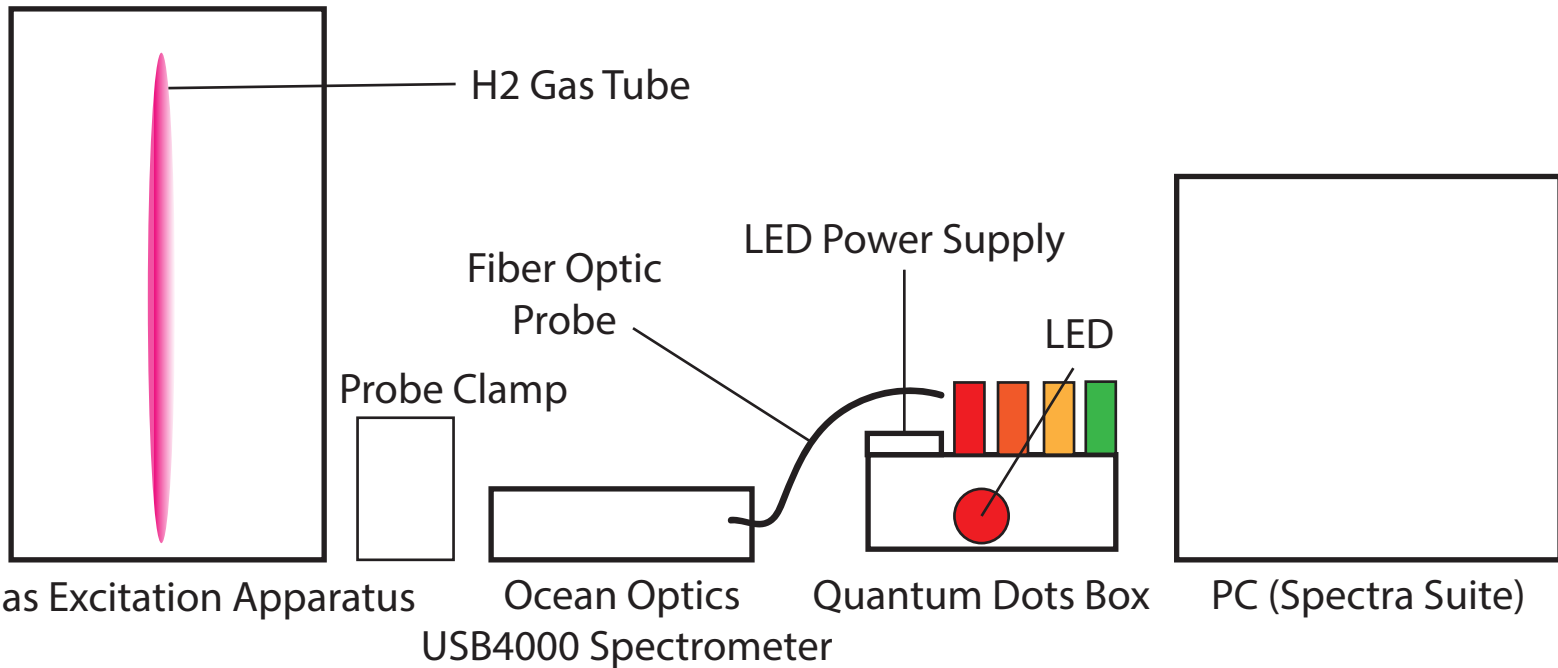 H2 Gas Tube
LED Power Supply
Fiber Optic
Probe
LED
Probe Clamp
as Excitation Apparatus
Ocean Optics
USB4000 Spectrometer
Quantum Dots Box
PC (Spectra Suite)